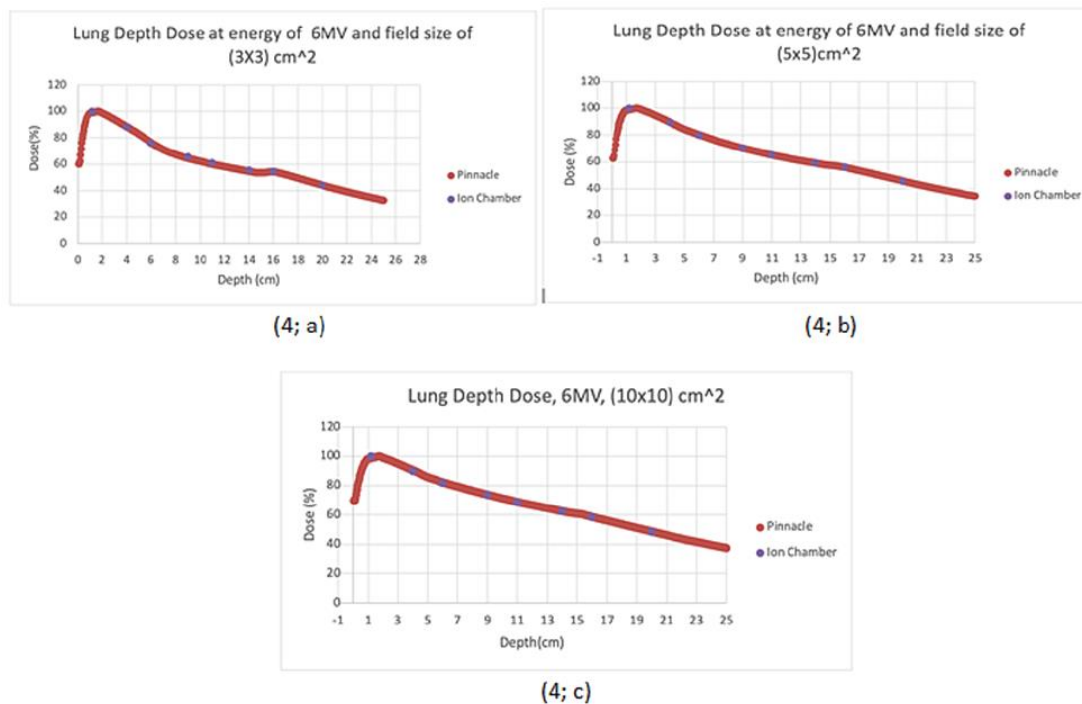 Lung Depth Dose at energy of 6MV and field size of
(3X3) cm^2
120
100
80
60
40
20
0
Dose(%)
0 2 4 6 8 10 12 14 16 18 20 22 24 26 28
Depth (cm)
Pinnacle
Ion Chamber
(4; a)
Lung Depth Dose at energy of 6MV and field size of
(5x5)cm^2
120
100
80
60
40
20
0
Dose (%)
-1 1 3 5 7 9 11 13 15 17 19 21 23 25
Depth (cm)
Pinnacle
Ion Chamber
(4; b)
Lung Depth Dose, 6MV, (10x10) cm^2
120
100
80
60
40
20
0
Dose (%)
-1 1 3 5 7 9 11 13 15 17 19 21 23 25
Depth(cm)
Pinnacle
Ion Chamber
(4; c)